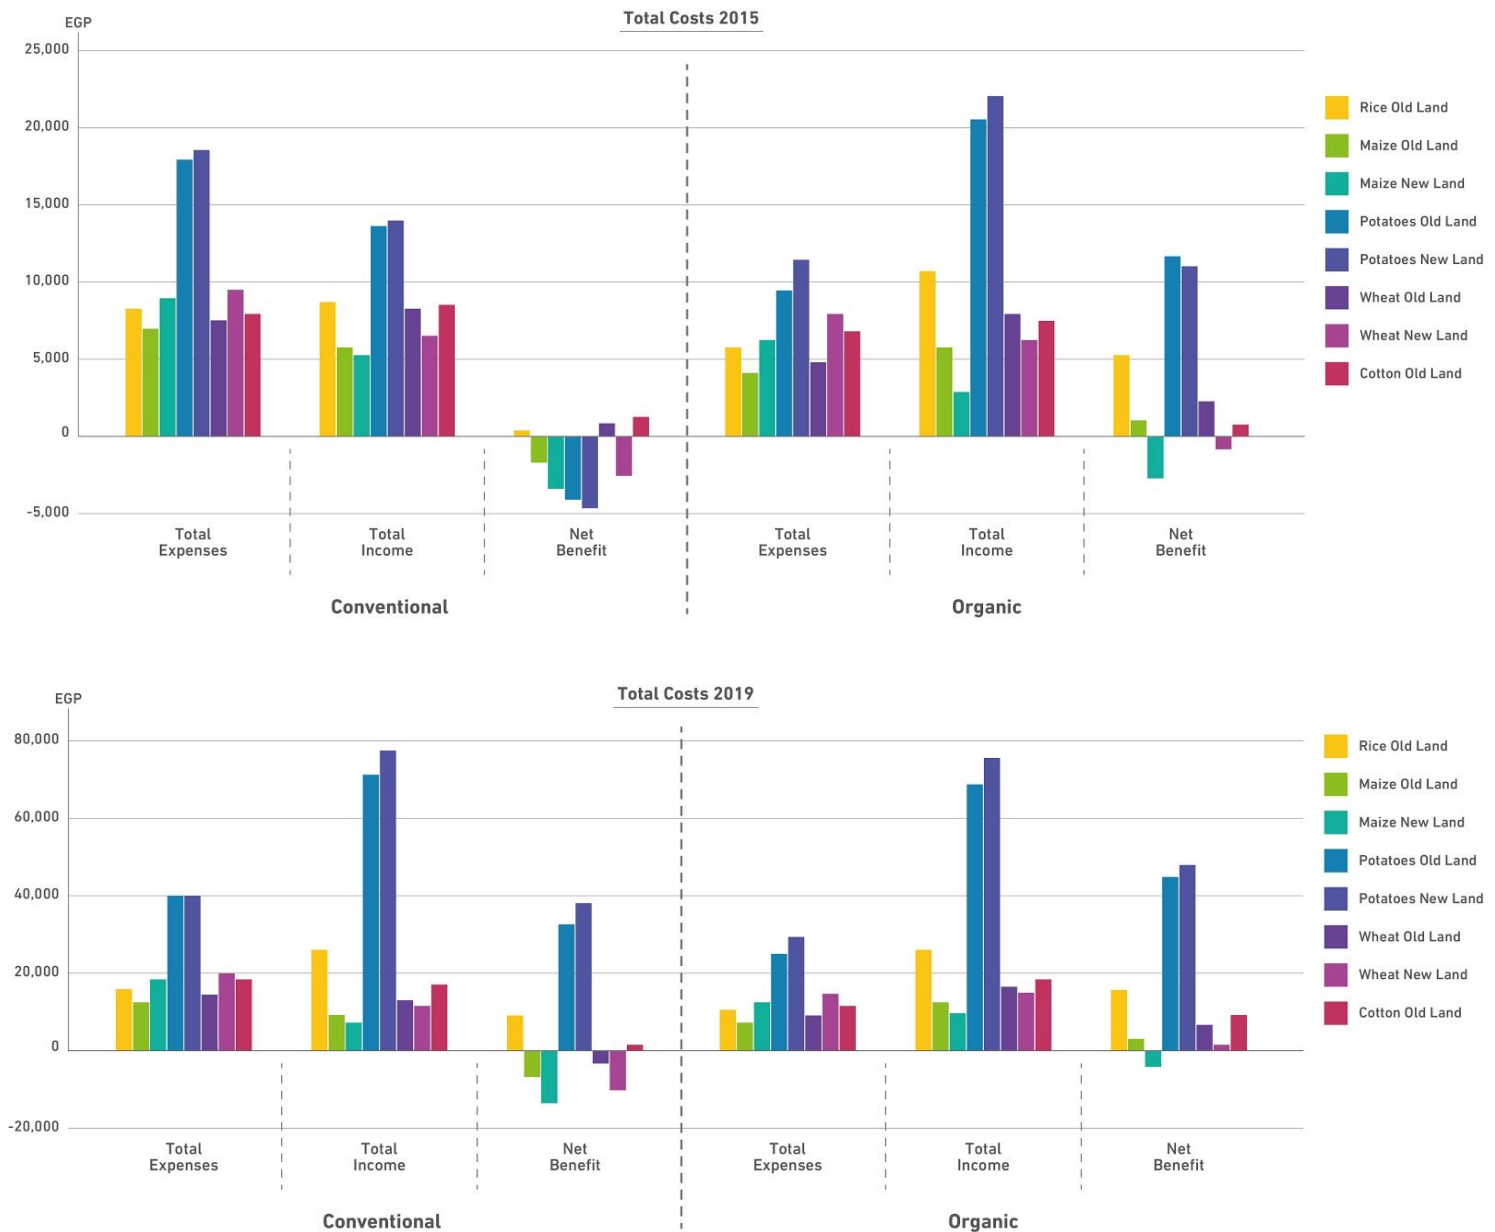 Total Costs 2015
EGP
25,000
20,000
15,000
10,000
5,000
0
-5,000
Total
Expenses
Total
Income
Net
Benefit
Total
Expenses
Total
Income
Net
Benefit
Conventional
Organic
Rice Old Land
Maize Old Land
Maize New Land
Potatoes Old Land
Potatoes New Land
Wheat Old Land
Wheat New Land
Cotton Old Land
Total Costs 2019
EGP
80,000
60,000
40,000
20,000
0
-20,000
Total
Expenses
Total
Income
Net
Benefit
Total
Expenses
Total
Income
Net
Benefit
Conventional
Organic
Rice Old Land
Maize Old Land
Maize New Land
Potatoes Old Land
Potatoes New Land
Wheat Old Land
Wheat New Land
Cotton Old Land